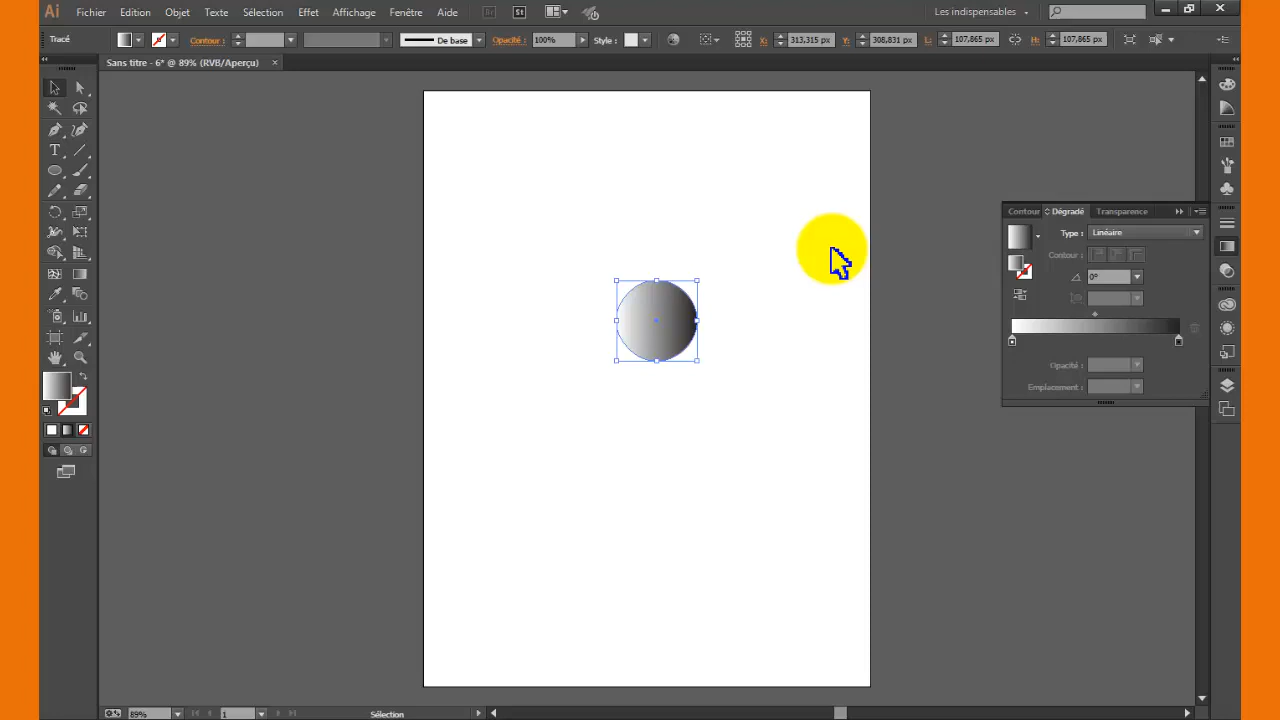 Ai Fichier Edition Objet Texte Sélection Effet Affichage Fenêtre Aide Br St Les indispensables
Tracé Contour : De base Opacité : 100% Style : X: 313,315 px Y: 308,831 px L: 107,865 px H: 107,865 px
Sans titre - 6* @ 89% (RVB/Aperçu) ×
Contour Dégradé Transparence
Type : Linéaire
Contour :
0°
Opacité :
Emplacement :
89% 1 Sélection